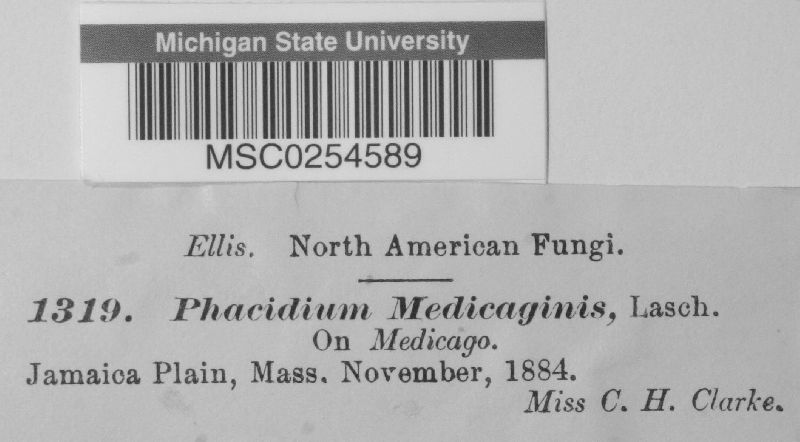 Michigan State University
MSC0254589
Ellis. North American Fungi.
1319. Phacidium Medicaginis, Lasch.
On Medicago.
Jamaica Plain, Mass. November, 1884.
Miss C. H. Clarke.